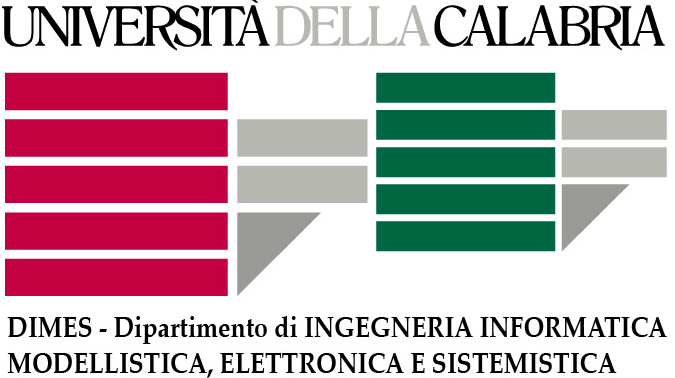 UNIVERSITÀ DELLA CALABRIA
DIMES - Dipartimento di INGEGNERIA INFORMATICA
MODELLISTICA, ELETTRONICA E SISTEMISTICA